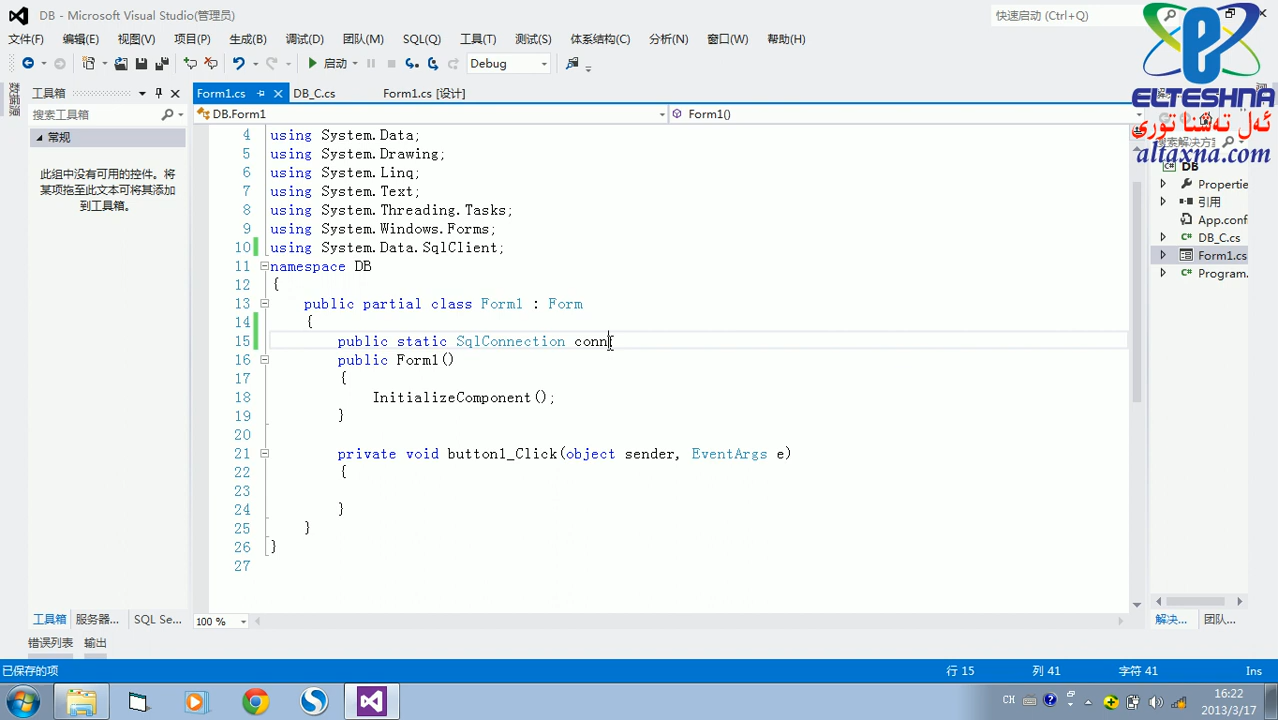 DB - Microsoft Visual Studio(管理员)
快速启动 (Ctrl+Q)
文件(F) 编辑(E) 视图(V) 项目(P) 生成(B) 调试(D) 团队(M) SQL(Q) 工具(T) 测试(S) 体系结构(C) 分析(N) 窗口(W) 帮助(H)
启动 Debug
e
ELTESHNA
ئەل تەشنا تورى
altaxna.com
工具箱
Form1.cs DB_C.cs Form1.cs [设计]
搜索工具箱
DB.Form1 Form1()
常规
此组中没有可用的控件。将
某项拖至此文本可将其添加
到工具箱。
4 using System.Data;
5 using System.Drawing;
6 using System.Linq;
7 using System.Text;
8 using System.Threading.Tasks;
9 using System.Windows.Forms;
10 using System.Data.SqlClient;
11 namespace DB
12 {
13 public partial class Form1 : Form
14 {
15 public static SqlConnection conn
16 public Form1()
17 {
18 InitializeComponent();
19 }
20
21 private void button1_Click(object sender, EventArgs e)
22 {
23
24 }
25 }
26 }
27
DB
Propertie
引用
App.conf
DB_C.cs
Form1.cs
Program.
100 %
工具箱 服务器... SQL Se...
解决... 团队...
错误列表 输出
已保存的项 行 15 列 41 字符 41 Ins
CH
16:22
2013/3/17